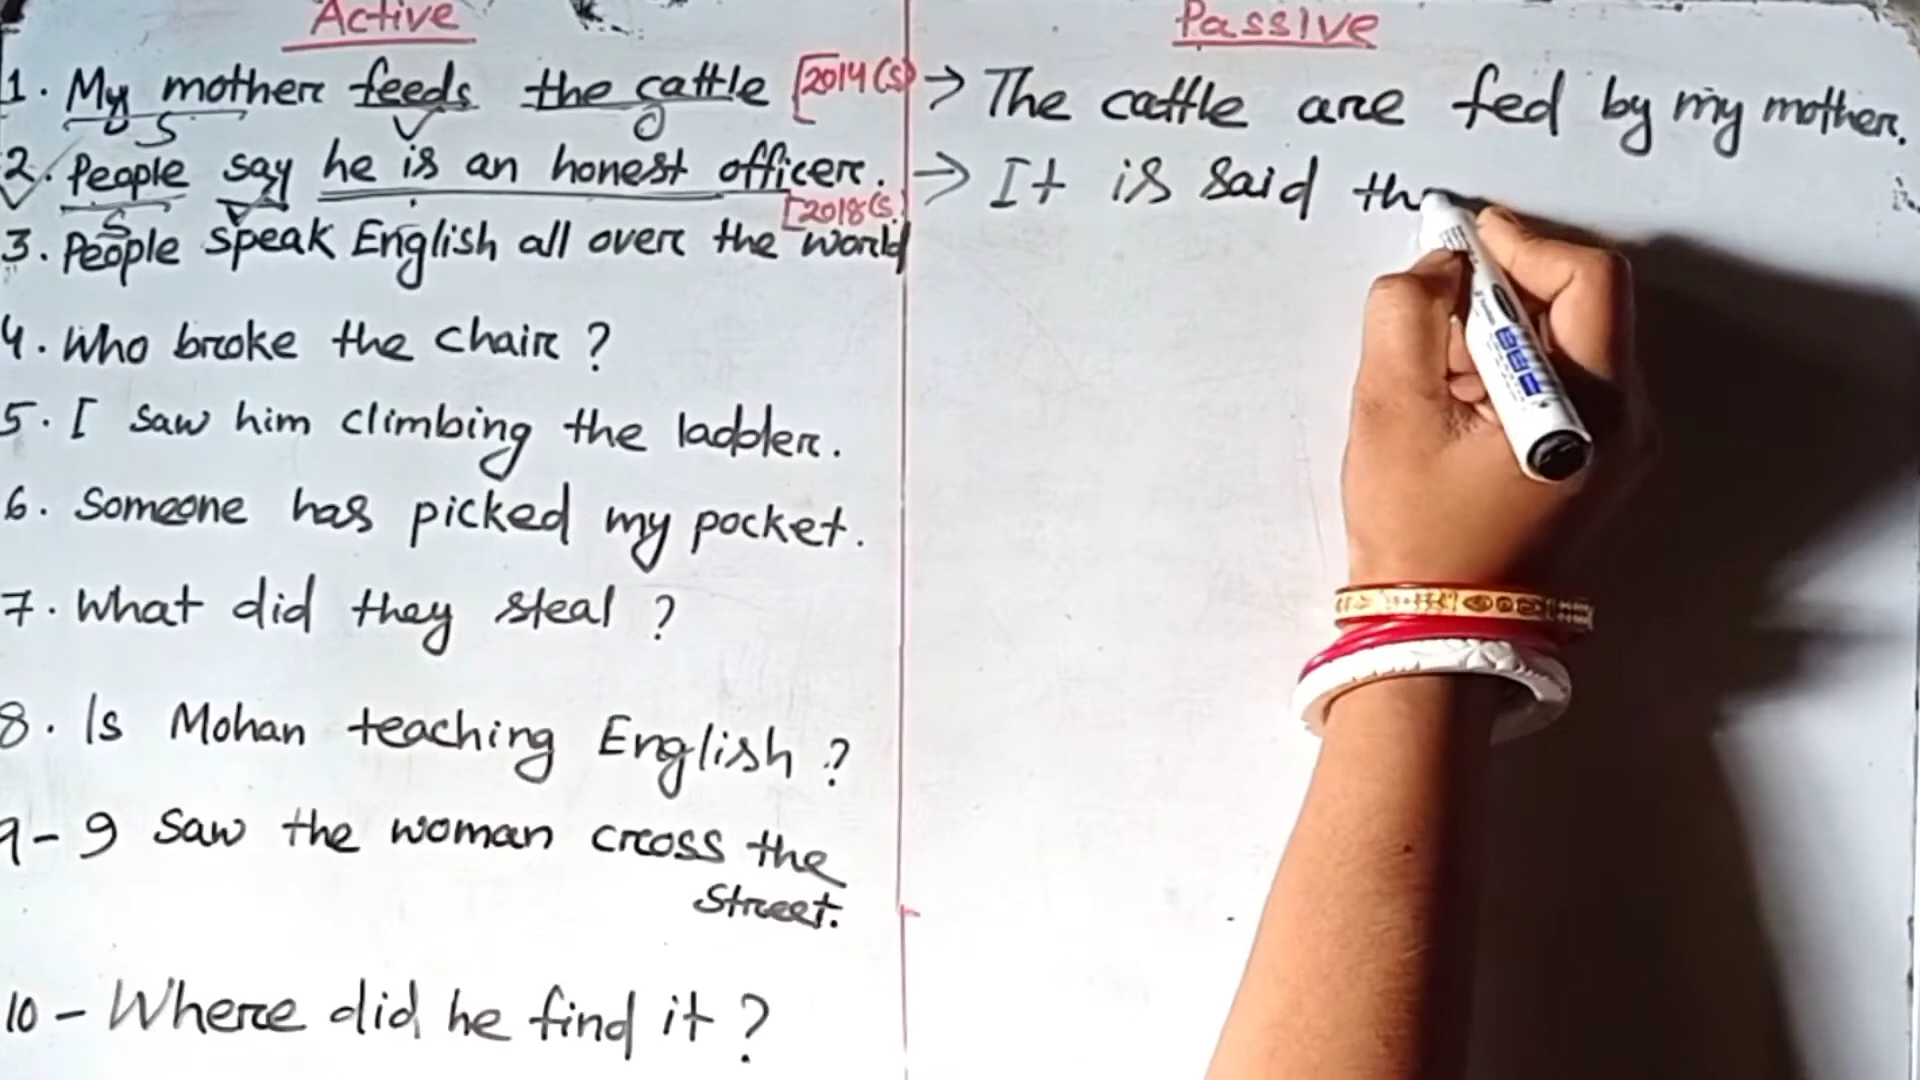 Active
Passive
1. My mother feeds the cattle [2014(S)
→ The cattle are fed by my mother.
S V O
2. People say he is an honest officer.
→ It is said th
S V
[2018(S)
3. People speak English all over the world
4. Who broke the chair ?
5. I saw him climbing the ladder.
6. Someone has picked my pocket.
7. What did they steal ?
8. Is Mohan teaching English ?
9 - 9 saw the woman cross the
street.
10 - Where did he find it ?